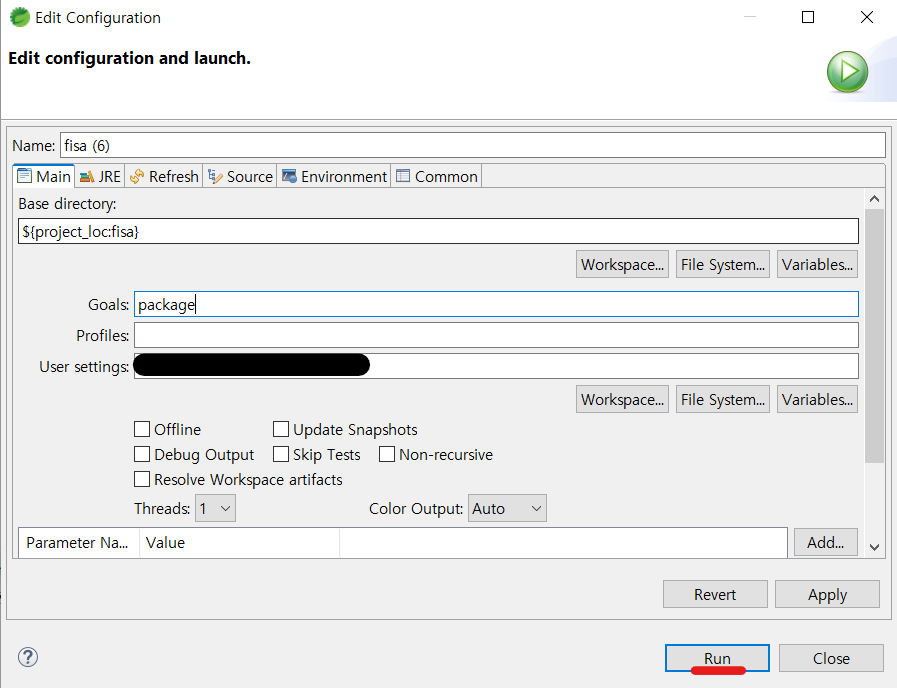 Edit Configuration
Edit configuration and launch.
Name: fisa (6)
Main JRE Refresh Source Environment Common
Base directory:
${project_loc:fisa}
Workspace... File System... Variables...
Goals: package
Profiles:
User settings:
Workspace... File System... Variables...
Offline Update Snapshots
Debug Output Skip Tests Non-recursive
Resolve Workspace artifacts
Threads: 1 Color Output: Auto
Parameter Na... Value Add...
Revert Apply
? Run Close